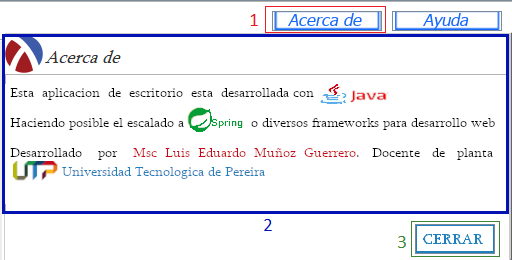 1 Acerca de Ayuda
Acerca de
Esta aplicacion de escritorio esta desarrollada con Java
Haciendo posible el escalado a Spring o diversos frameworks para desarrollo web
Desarrollado por Msc Luis Eduardo Muñoz Guerrero. Docente de planta
UTP Universidad Tecnologica de Pereira
2
3 CERRAR